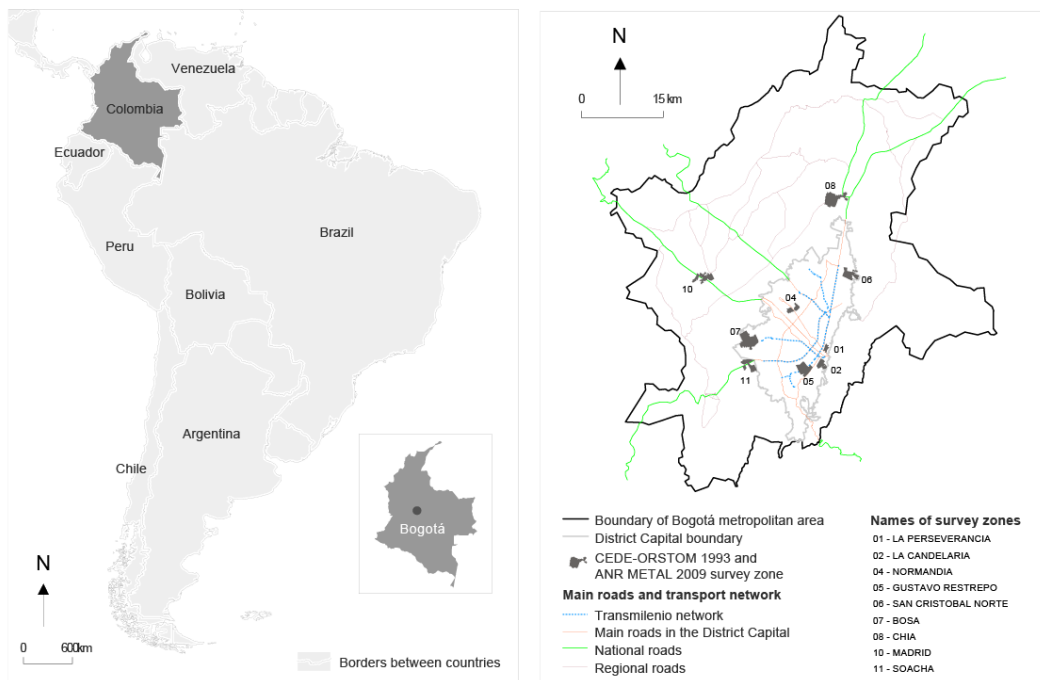 Venezuela
Colombia
Ecuador
Brazil
Peru
Bolivia
Argentina
Chile
Bogotá
N
0 600km
Borders between countries
N
0 15 km
08
06
10
04
07
01
02
11
05
Boundary of Bogotá metropolitan area
District Capital boundary
CEDE-ORSTOM 1993 and
ANR METAL 2009 survey zone
Main roads and transport network
Transmilenio network
Main roads in the District Capital
National roads
Regional roads
Names of survey zones
01 - LA PERSEVERANCIA
02 - LA CANDELARIA
04 - NORMANDIA
05 - GUSTAVO RESTREPO
06 - SAN CRISTOBAL NORTE
07 - BOSA
08 - CHIA
10 - MADRID
11 - SOACHA